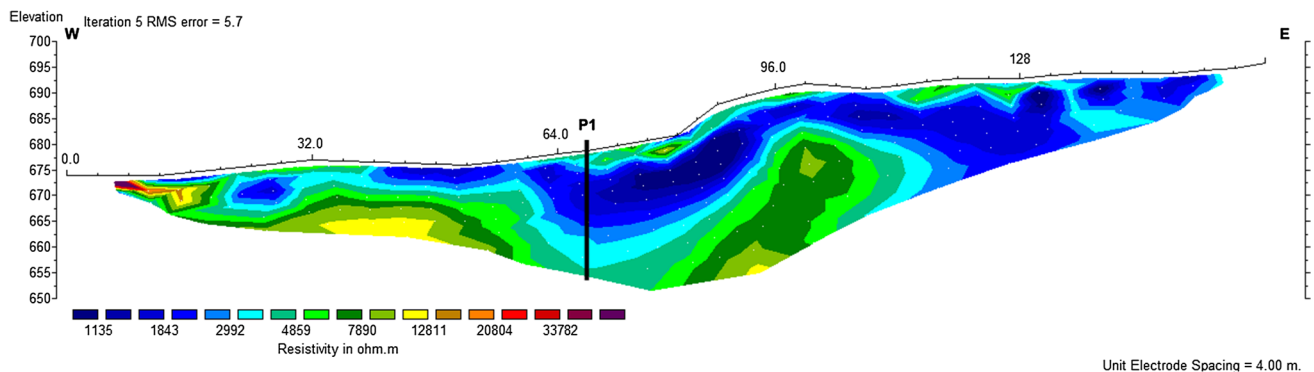 Elevation
Iteration 5 RMS error = 5.7
W
E
700
695
690
685
680
675
670
665
660
655
650
0.0
32.0
64.0
P1
96.0
128
1135 1843 2992 4859 7890 12811 20804 33782
Resistivity in ohm.m
Unit Electrode Spacing = 4.00 m.